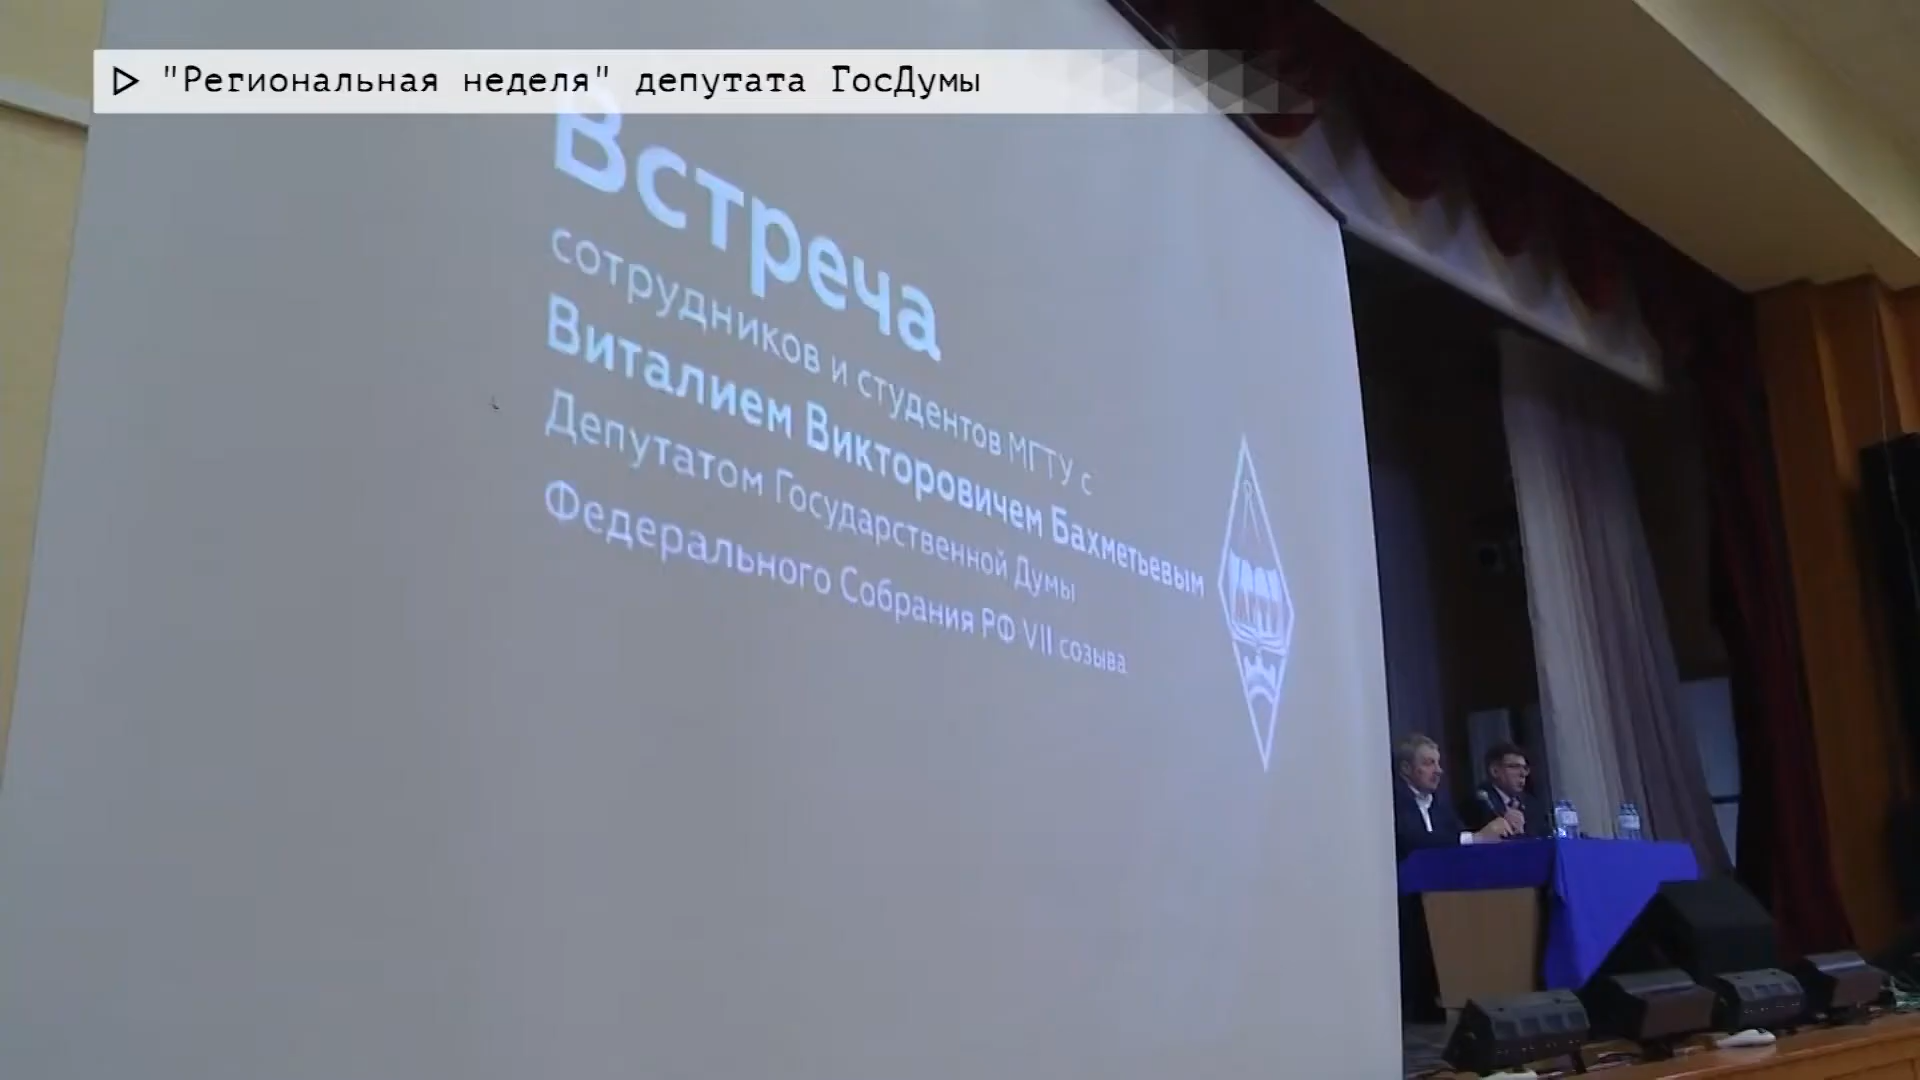 "Региональная неделя" депутата ГосДумы
Встреча
сотрудников и студентов МГТУ с
Виталием Викторовичем Бахметьевым
Депутатом Государственной Думы
Федерального Собрания РФ VII созыва